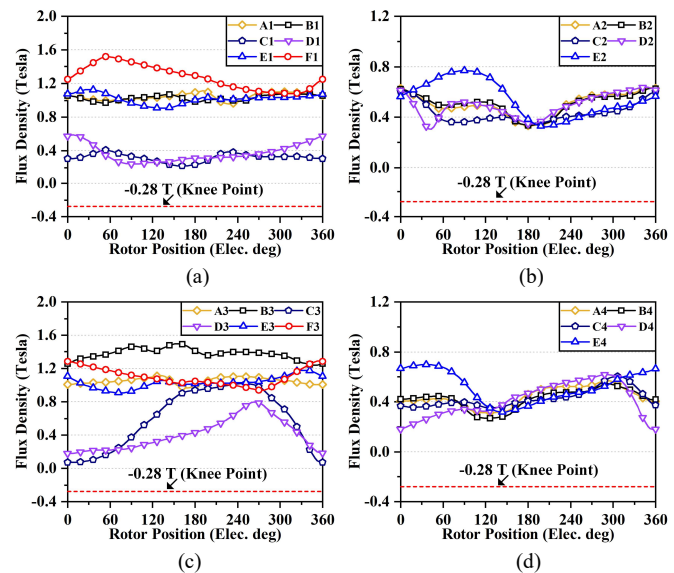 A1 B1
C1 D1
E1 F1
Flux Density (Tesla)
2.0
1.6
1.2
0.8
0.4
0.0
-0.4
-0.28 T (Knee Point)
0 60 120 180 240 300 360
Rotor Position (Elec. deg)
(a)
A2 B2
C2 D2
E2
Flux Density (Tesla)
1.2
0.8
0.4
0.0
-0.4
-0.28 T (Knee Point)
0 60 120 180 240 300 360
Rotor Position (Elec. deg)
(b)
A3 B3 C3
D3 E3 F3
Flux Density (Tesla)
2.0
1.6
1.2
0.8
0.4
0.0
-0.4
-0.28 T (Knee Point)
0 60 120 180 240 300 360
Rotor Position (Elec. deg)
(c)
A4 B4
C4 D4
E4
Flux Density (Tesla)
1.2
0.8
0.4
0.0
-0.4
-0.28 T (Knee Point)
0 60 120 180 240 300 360
Rotor Position (Elec. deg)
(d)